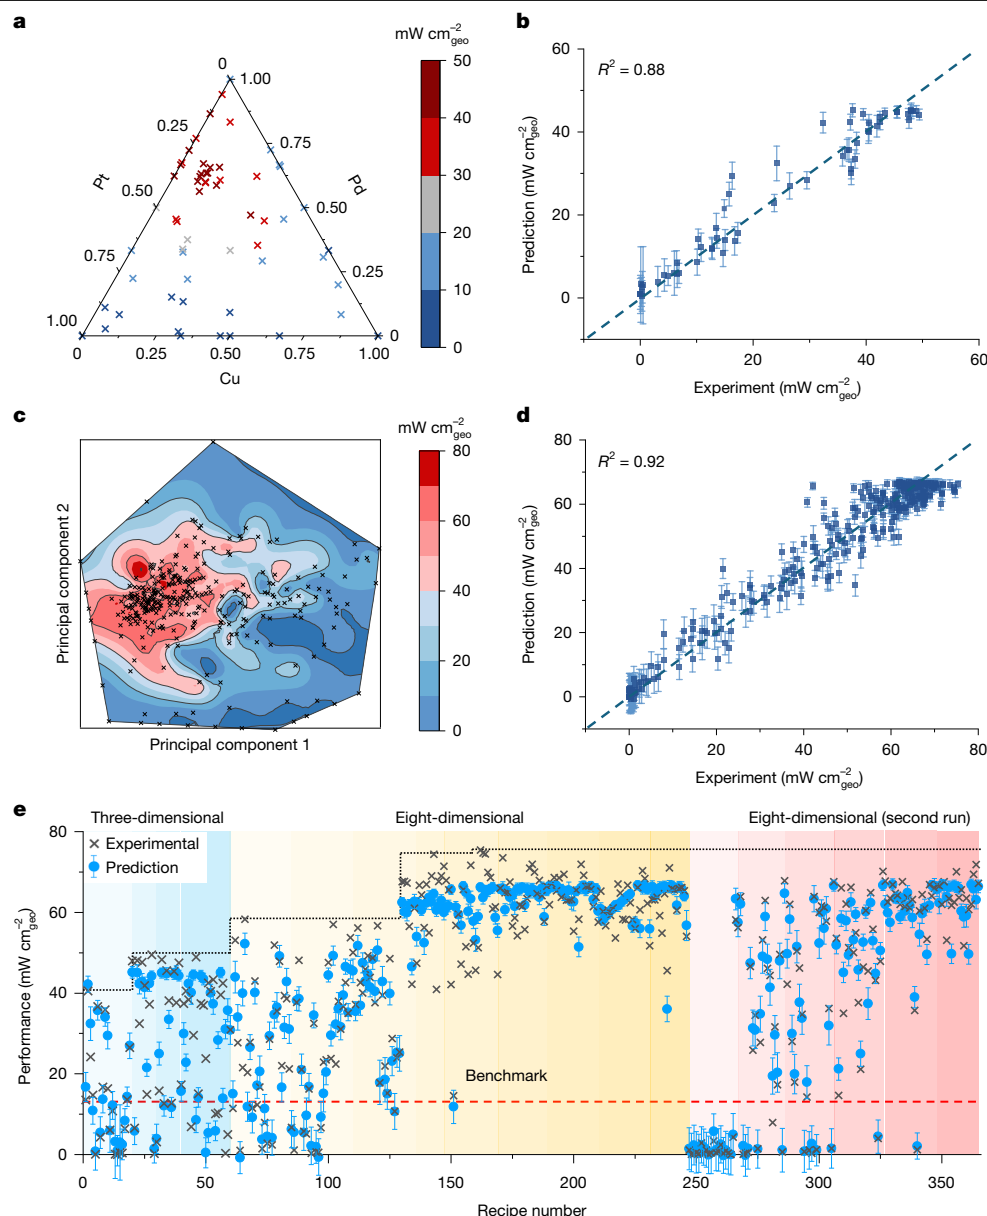 a
mW cm⁻²geo
0
1.00
0.25
0.75
Pt
Pd
0.50
0.50
0.75
0.25
1.00
0
0
0.25
0.50
0.75
1.00
Cu
50
40
30
20
10
0
b
60
40
20
0
R² = 0.88
Prediction (mW cm⁻²geo)
0
20
40
60
Experiment (mW cm⁻²geo)
c
mW cm⁻²geo
Principal component 2
Principal component 1
80
60
40
20
0
d
80
60
40
20
0
R² = 0.92
Prediction (mW cm⁻²geo)
0
20
40
60
80
Experiment (mW cm⁻²geo)
e
Three-dimensional
Eight-dimensional
Eight-dimensional (second run)
80
60
40
20
0
Experimental
Prediction
Performance (mW cm⁻²geo)
Benchmark
0
50
100
150
200
250
300
350
Recipe number